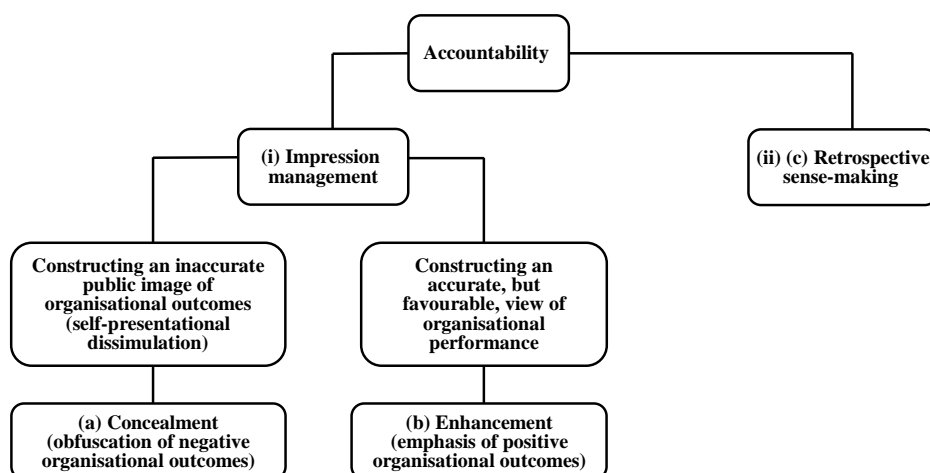 Accountability
(i) Impression
management
(ii) (c) Retrospective
sense-making
Constructing an inaccurate
public image of
organisational outcomes
(self-presentational
dissimulation)
Constructing an
accurate, but
favourable, view of
organisational
performance
(a) Concealment
(obfuscation of negative
organisational outcomes)
(b) Enhancement
(emphasis of positive
organisational outcomes)